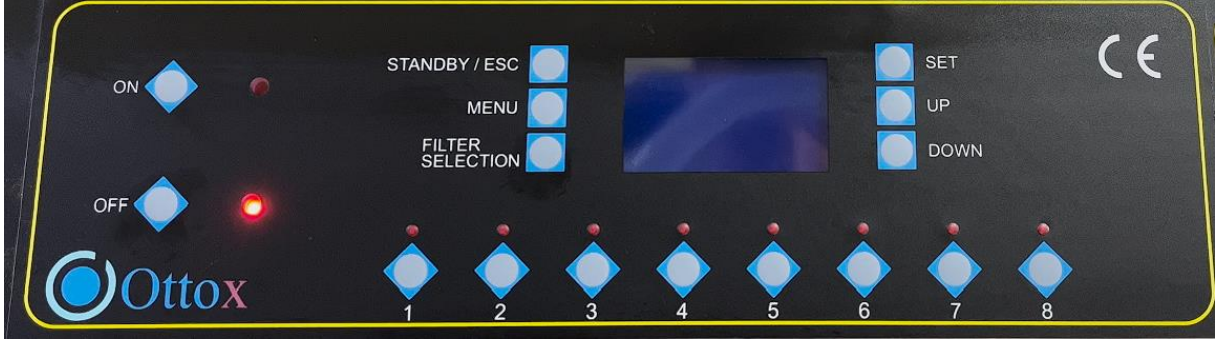 ON
OFF
STANDBY / ESC
MENU
FILTER
SELECTION
SET
UP
DOWN
CE
Ottox
1 2 3 4 5 6 7 8